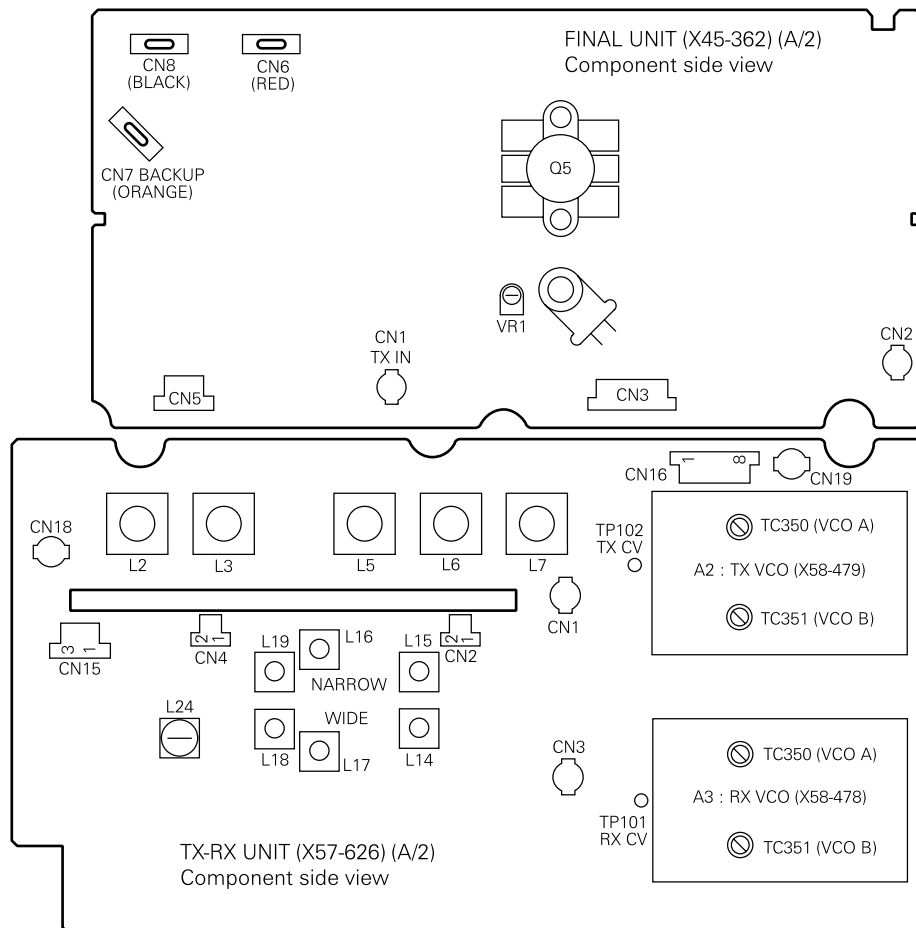 FINAL UNIT (X45-362) (A/2)
Component side view
CN8
(BLACK)
CN6
(RED)
CN7 BACKUP
(ORANGE)
Q5
VR1
CN1
TX IN
CN2
CN5
CN3
CN16
1 8
CN19
CN18
L2
L3
L5
L6
L7
TP102
TX CV
TC350 (VCO A)
A2 : TX VCO (X58-479)
TC351 (VCO B)
CN1
3 1
CN15
2 1
CN4
L19
L16
L15
2 1
CN2
NARROW
WIDE
L24
L18
L17
L14
CN3
TP101
RX CV
TC350 (VCO A)
A3 : RX VCO (X58-478)
TC351 (VCO B)
TX-RX UNIT (X57-626) (A/2)
Component side view